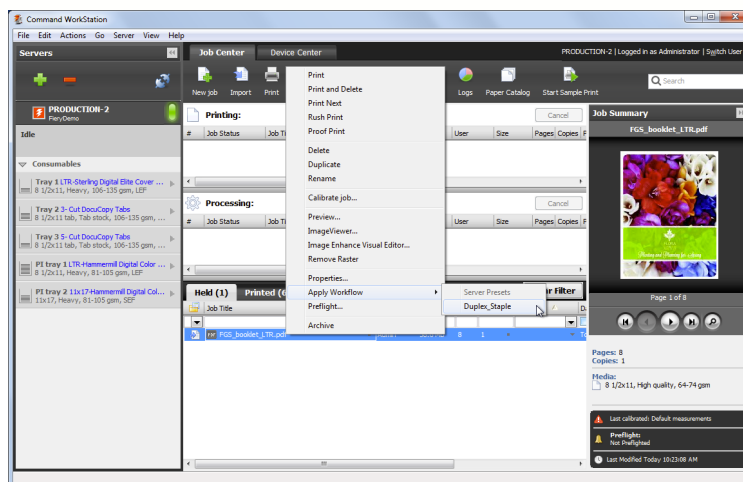 Command WorkStation
File Edit Actions Go Server View Help
Servers
PRODUCTION-2
FieryDemo
Idle
Consumables
Tray 1 LTR-Sterling Digital Elite Cover ...
8 1/2x11, Heavy, 106-135 gsm, LEF
Tray 2 3- Cut DocuCopy Tabs
8 1/2x11 tab, Tab stock, 106-135 gsm, ...
Tray 3 5- Cut DocuCopy Tabs
8 1/2x11 tab, Tab stock, 106-135 gsm, ...
PI tray 1 LTR-Hammermill Digital Color ...
8 1/2x11, Heavy, 81-105 gsm, LEF
PI tray 2 11x17-Hammermill Digital Col...
11x17, Heavy, 81-105 gsm, SEF
Job Center Device Center
PRODUCTION-2 | Logged in as Administrator | Switch User
New job Import Print
Logs Paper Catalog Start Sample Print
Search
Printing:
Cancel
# Job Status Job Ti
User Size Pages Copies F
Processing:
Cancel
# Job Status Job Ti
User Size Pages Copies F
Held (1) Printed (6
ar Filter
Job Title
D
FGS_booklet_LTR.pdf
8 1
To
Print
Print and Delete
Print Next
Rush Print
Proof Print
Delete
Duplicate
Rename
Calibrate job...
Preview...
ImageViewer...
Image Enhance Visual Editor...
Remove Raster
Properties...
Apply Workflow
Preflight...
Archive
Server Presets
Duplex_Staple
Job Summary
FGS_booklet_LTR.pdf
Page 1 of 8
Pages: 8
Copies: 1
Media:
8 1/2x11, High quality, 64-74 gsm
Last calibrated: Default measurements
Preflight:
Not Preflighted
Last Modified Today 10:23:08 AM